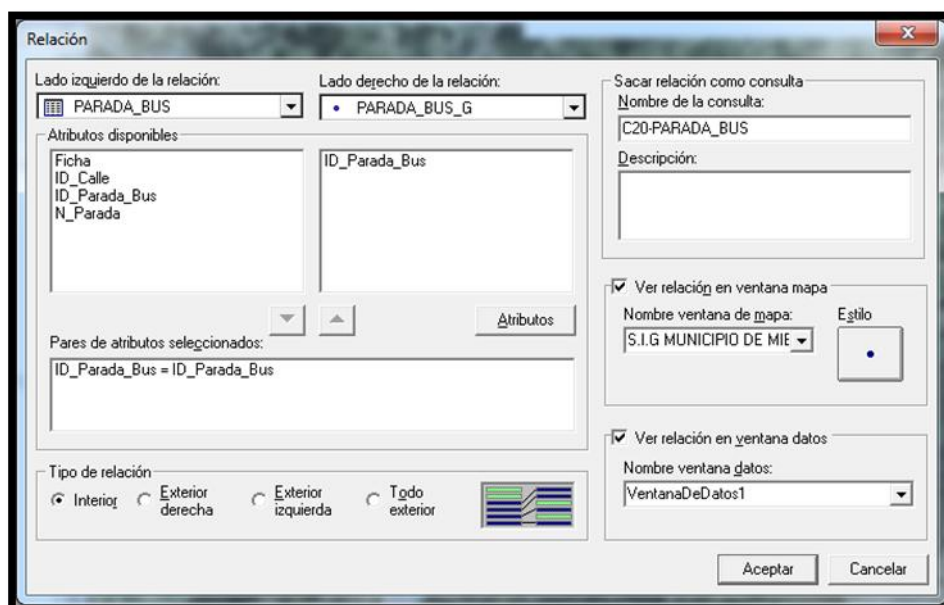 Relación
Lado izquierdo de la relación:
PARADA_BUS
Lado derecho de la relación:
PARADA_BUS_G
Atributos disponibles
Ficha
ID_Calle
ID_Parada_Bus
N_Parada
ID_Parada_Bus
Atributos
Pares de atributos seleccionados:
ID_Parada_Bus = ID_Parada_Bus
Tipo de relación
Interior
Exterior derecha
Exterior izquierda
Todo exterior
Sacar relación como consulta
Nombre de la consulta:
C20-PARADA_BUS
Descripción:
Ver relación en ventana mapa
Nombre ventana de mapa:
S.I.G MUNICIPIO DE MIE
Estilo
Ver relación en ventana datos
Nombre ventana datos:
VentanaDeDatos1
Aceptar
Cancelar